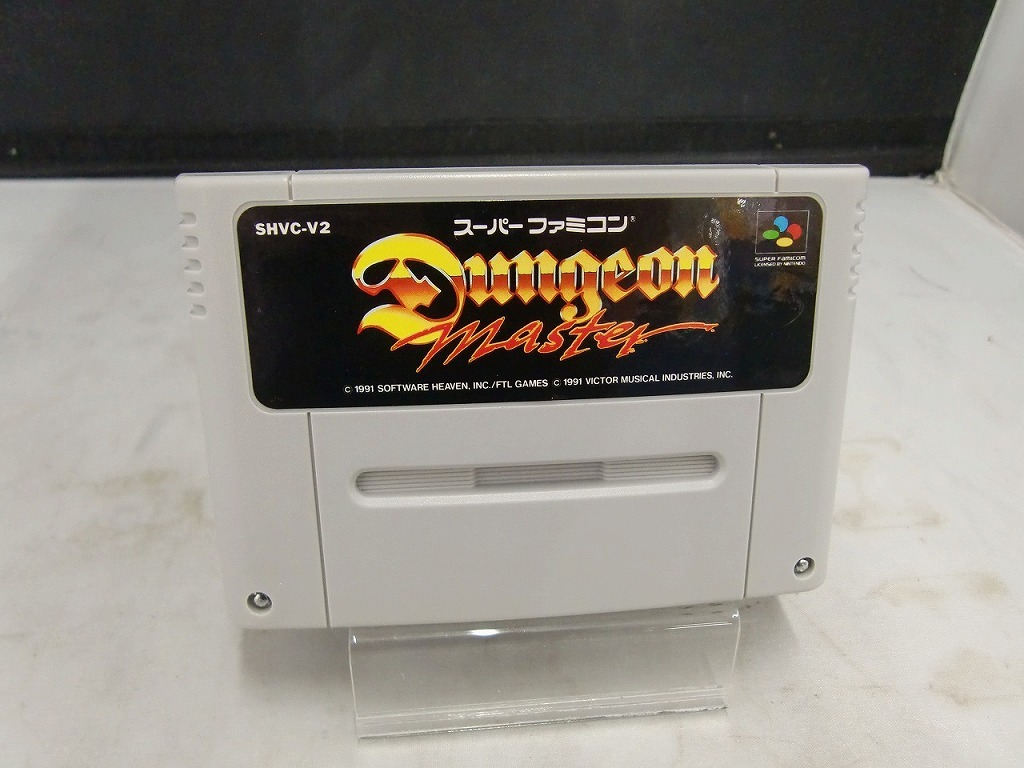 SHVC-V2
スーパーファミコン®
Dungeon
Master
SUPER FAMICOM
LICENSED BY NINTENDO
© 1991 SOFTWARE HEAVEN, INC./FTL GAMES © 1991 VICTOR MUSICAL INDUSTRIES, INC.